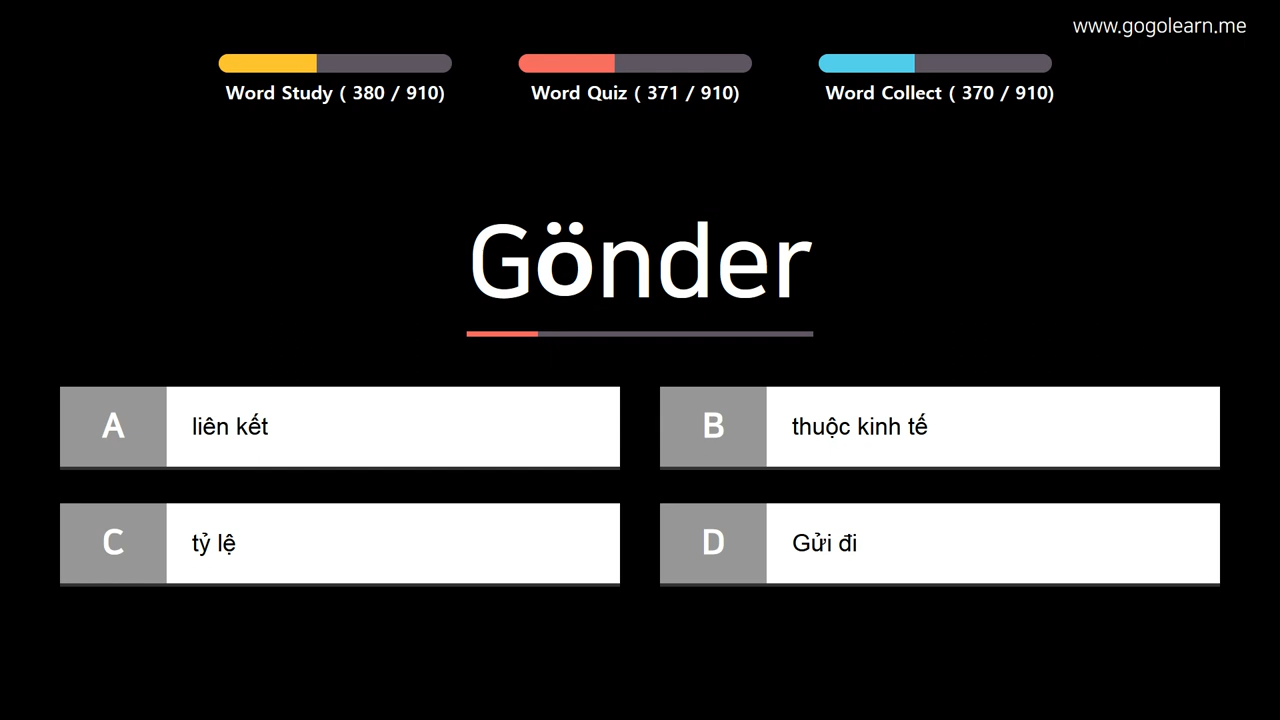 www.gogolearn.me
Word Study ( 380 / 910)
Word Quiz ( 371 / 910)
Word Collect ( 370 / 910)
Gönder
A
liên kết
B
thuộc kinh tế
C
tỷ lệ
D
Gửi đi